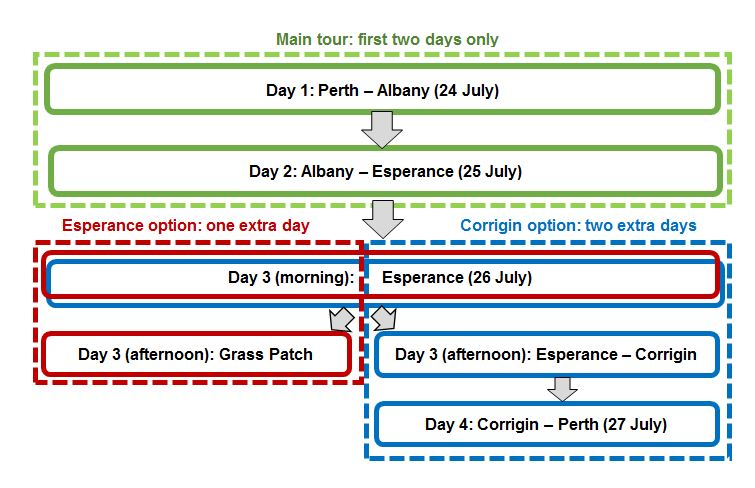 Main tour: first two days only
Day 1: Perth – Albany (24 July)
Day 2: Albany – Esperance (25 July)
Esperance option: one extra day
Corrigin option: two extra days
Day 3 (morning): Esperance (26 July)
Day 3 (afternoon): Grass Patch
Day 3 (afternoon): Esperance – Corrigin
Day 4: Corrigin – Perth (27 July)